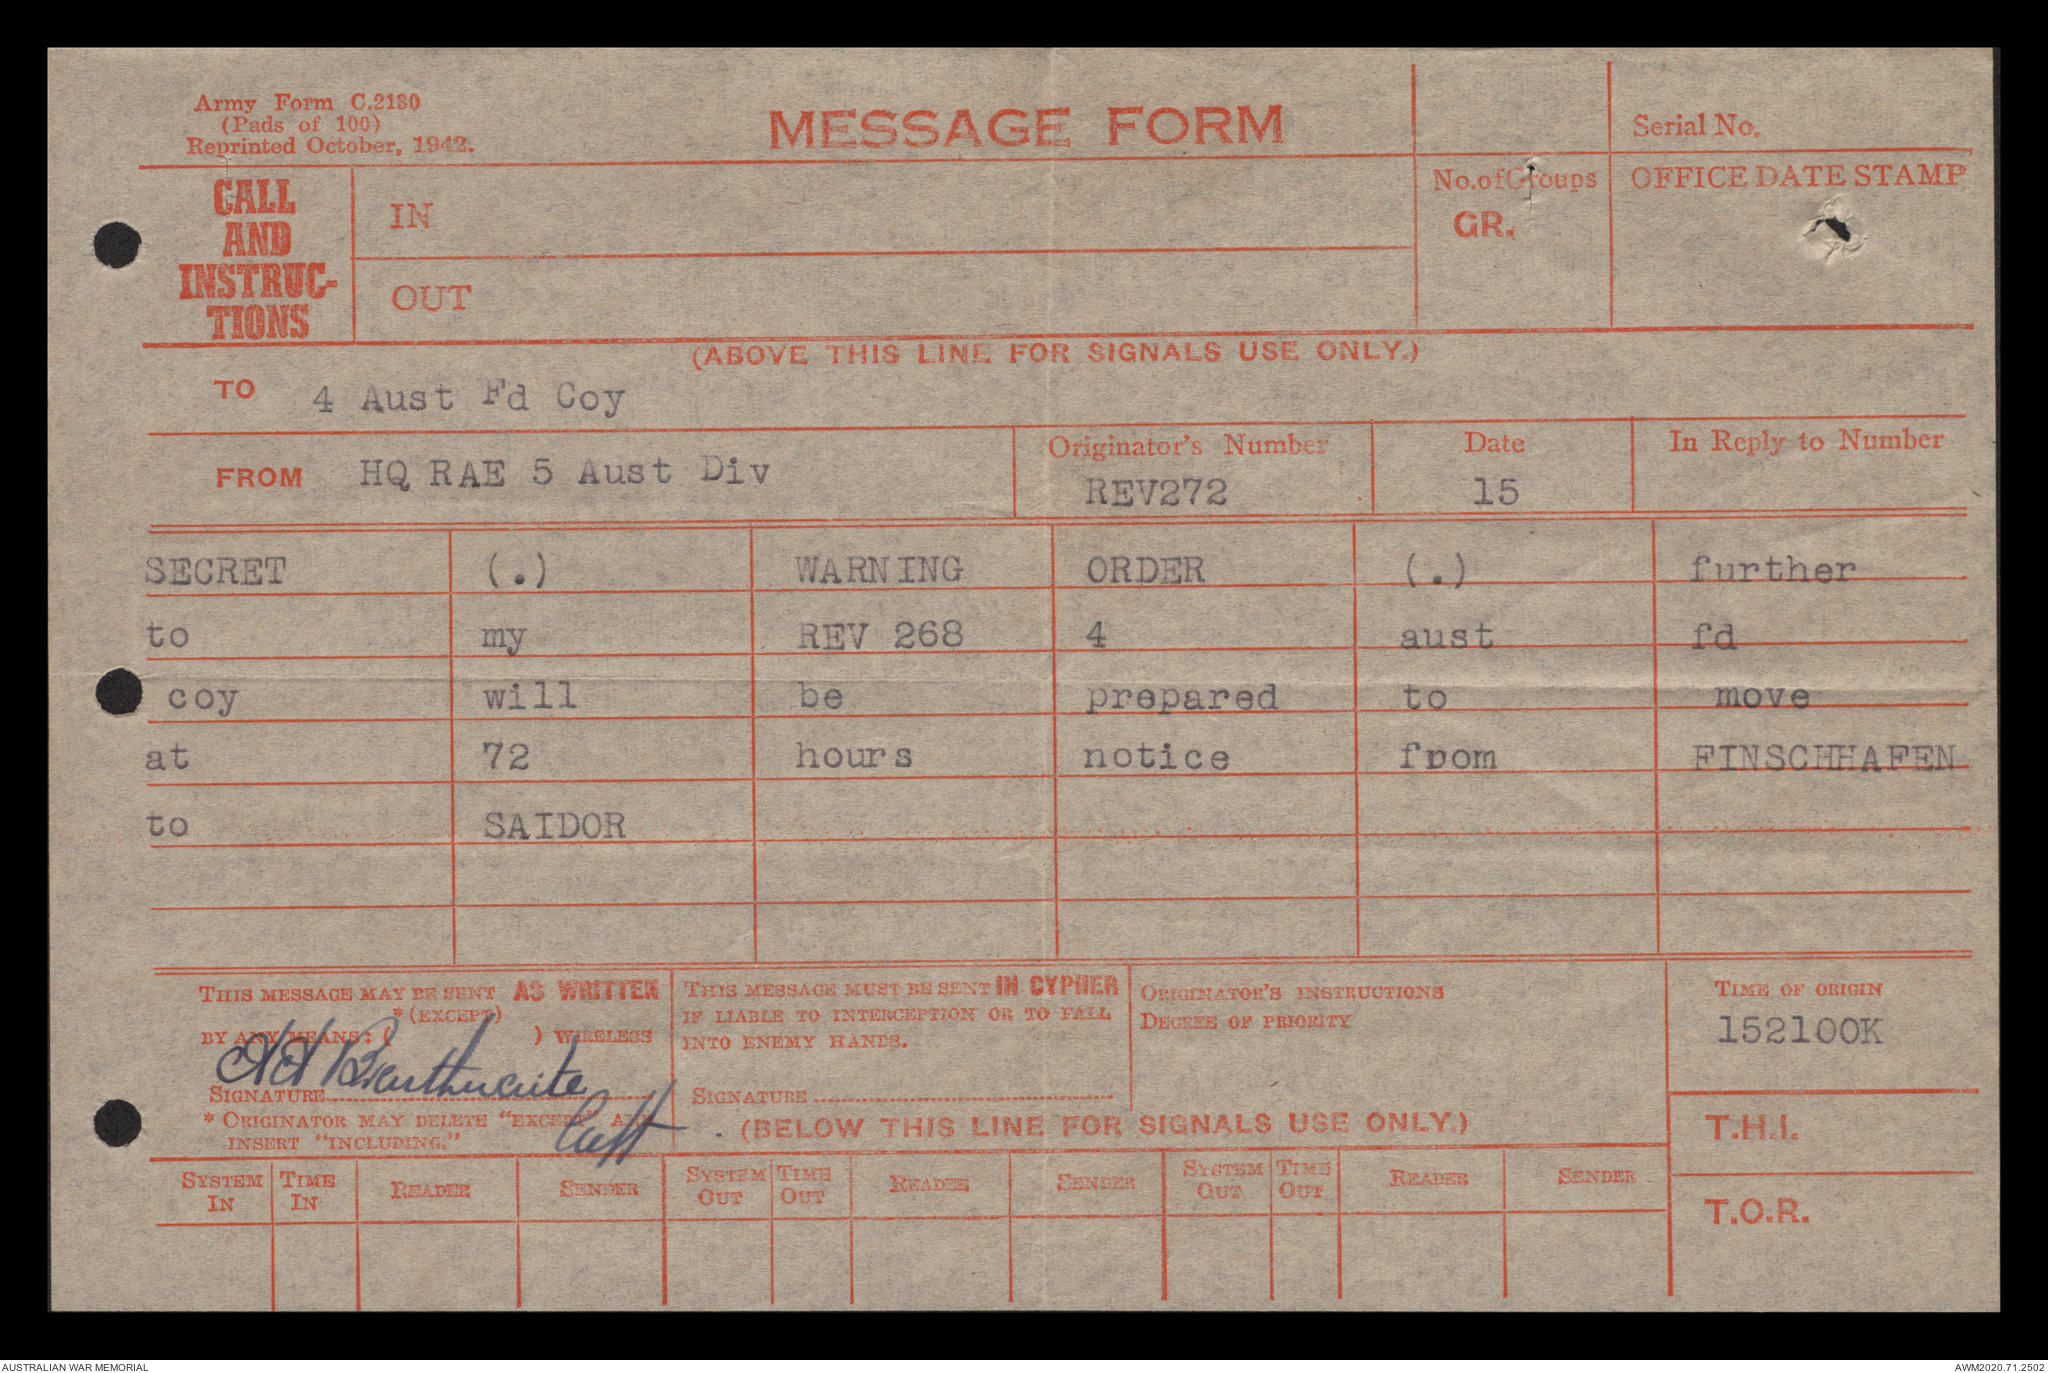 Army Form C.2130
(Pads of 100)
Reprinted October, 1942.
MESSAGE FORM
Serial No.
CALL
AND
INSTRUC-
TIONS
IN
OUT
No. of Groups
GR.
OFFICE DATE STAMP
(ABOVE THIS LINE FOR SIGNALS USE ONLY.)
TO 4 Aust Fd Coy
FROM HQ RAE 5 Aust Div
Originator's Number
REV272
Date
15
In Reply to Number
SECRET (.) WARNING ORDER (.) further
to my REV 268 4 aust fd
coy will be prepared to move
at 72 hours notice from FINSCHHAFEN
to SAIDOR
THIS MESSAGE MAY BE SENT AS WRITTEN
*(EXCEPT)
BY ANY MEANS: ( ) WIRELESS
Braithwaite
SIGNATURE
Capt
* ORIGINATOR MAY DELETE "EXCEPT" AND
INSERT "INCLUDING."
THIS MESSAGE MUST BE SENT IN CYPHER
IF LIABLE TO INTERCEPTION OR TO FALL
INTO ENEMY HANDS.
SIGNATURE
ORIGINATOR'S INSTRUCTIONS
DEGREE OF PRIORITY
TIME OF ORIGIN
152100K
(BELOW THIS LINE FOR SIGNALS USE ONLY.)
T.H.I.
T.O.R.
SYSTEM IN TIME IN READER SENDER SYSTEM OUT TIME OUT READER SENDER SYSTEM OUT TIME OUT READER SENDER
AUSTRALIAN WAR MEMORIAL
AWM2020.71.2502